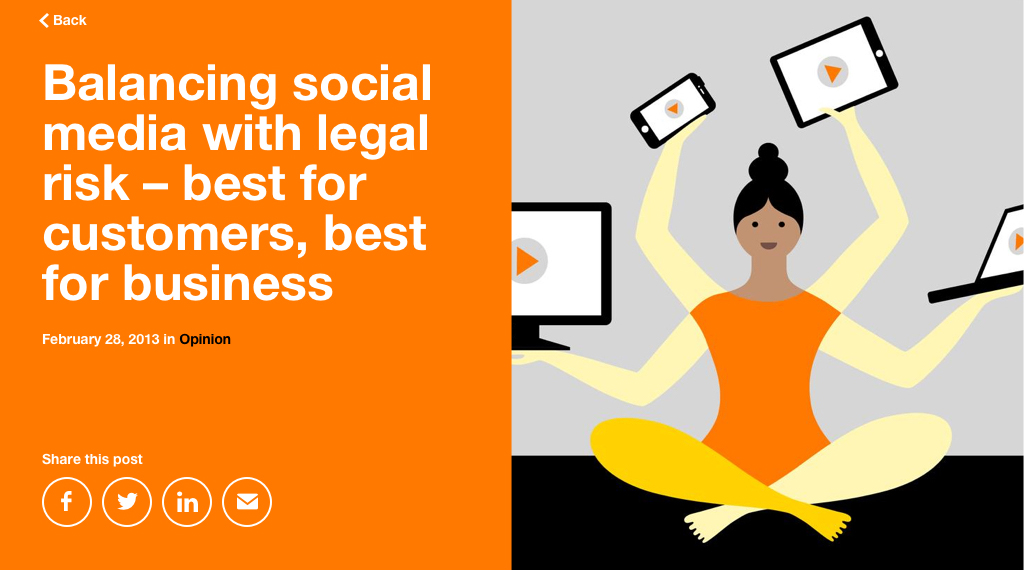 Back
Balancing social
media with legal
risk – best for
customers, best
for business
February 28, 2013 in Opinion
Share this post